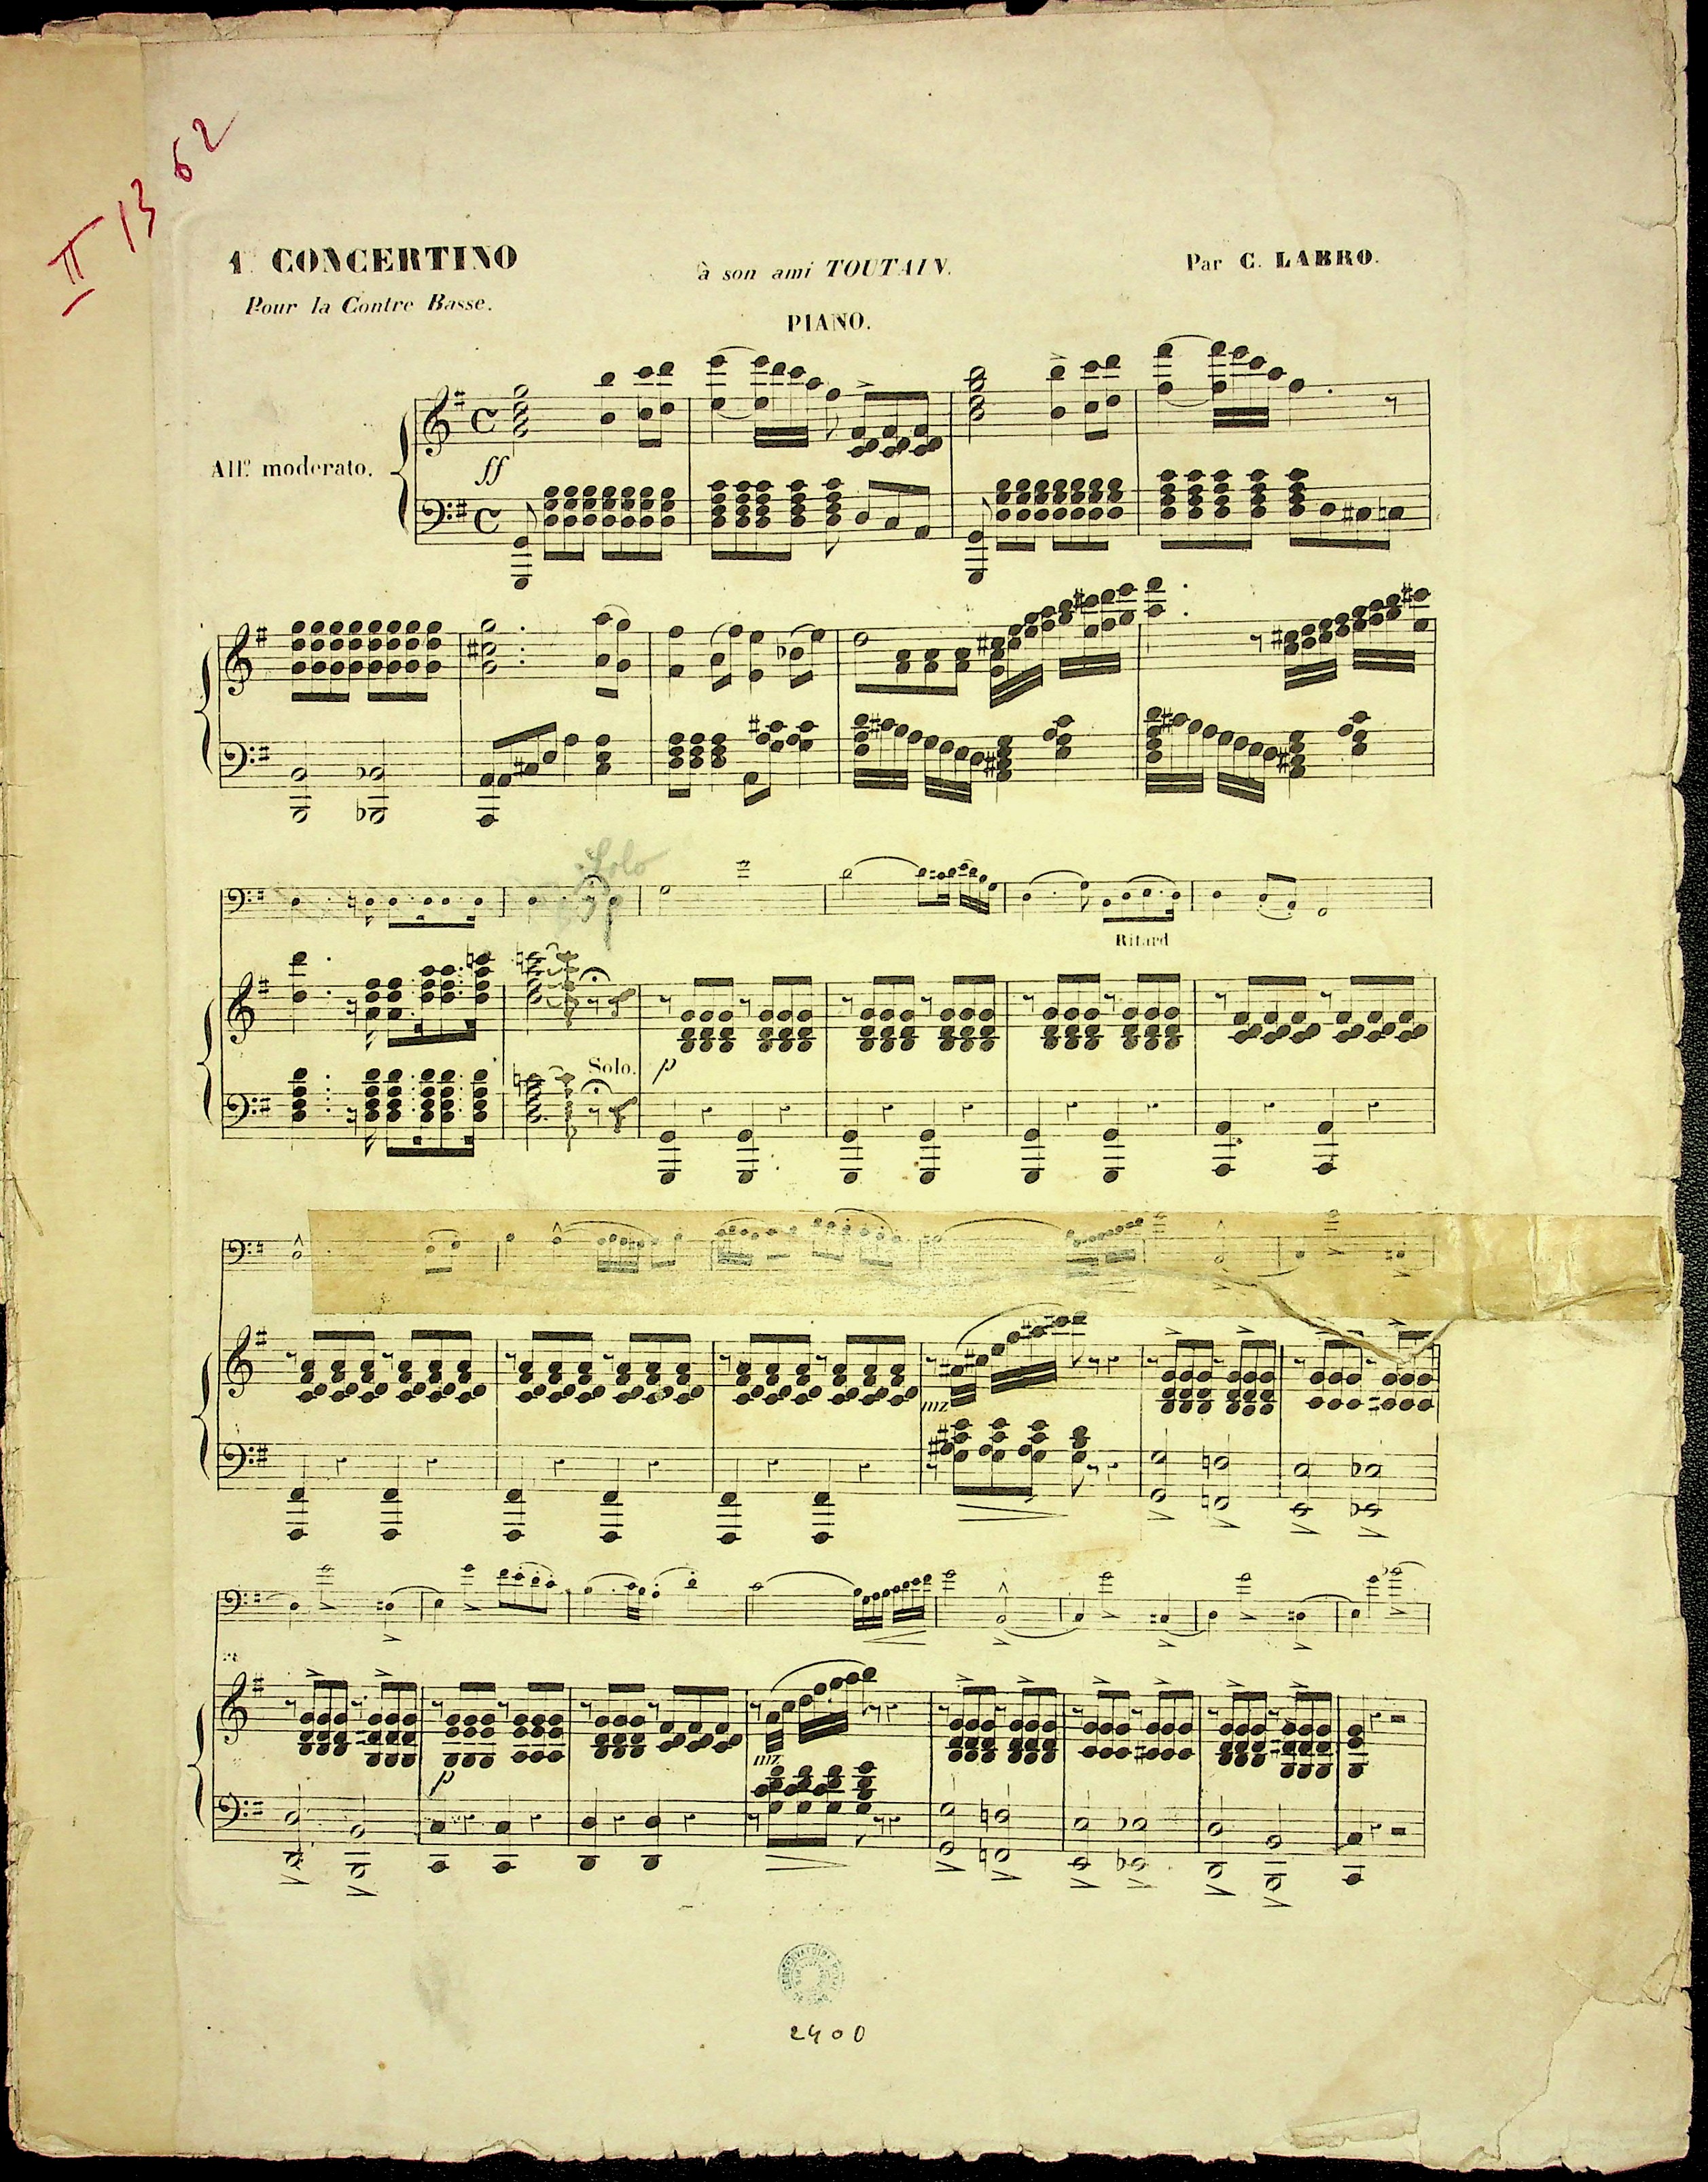 II 13 62
1.r CONCERTINO
Pour la Contre Basse.
à son ami TOUTAIN.
Par C. LABRO.
PIANO.
All.o moderato.
ff
Solo
Ritard
Solo.
p
mz
p
mz
2400